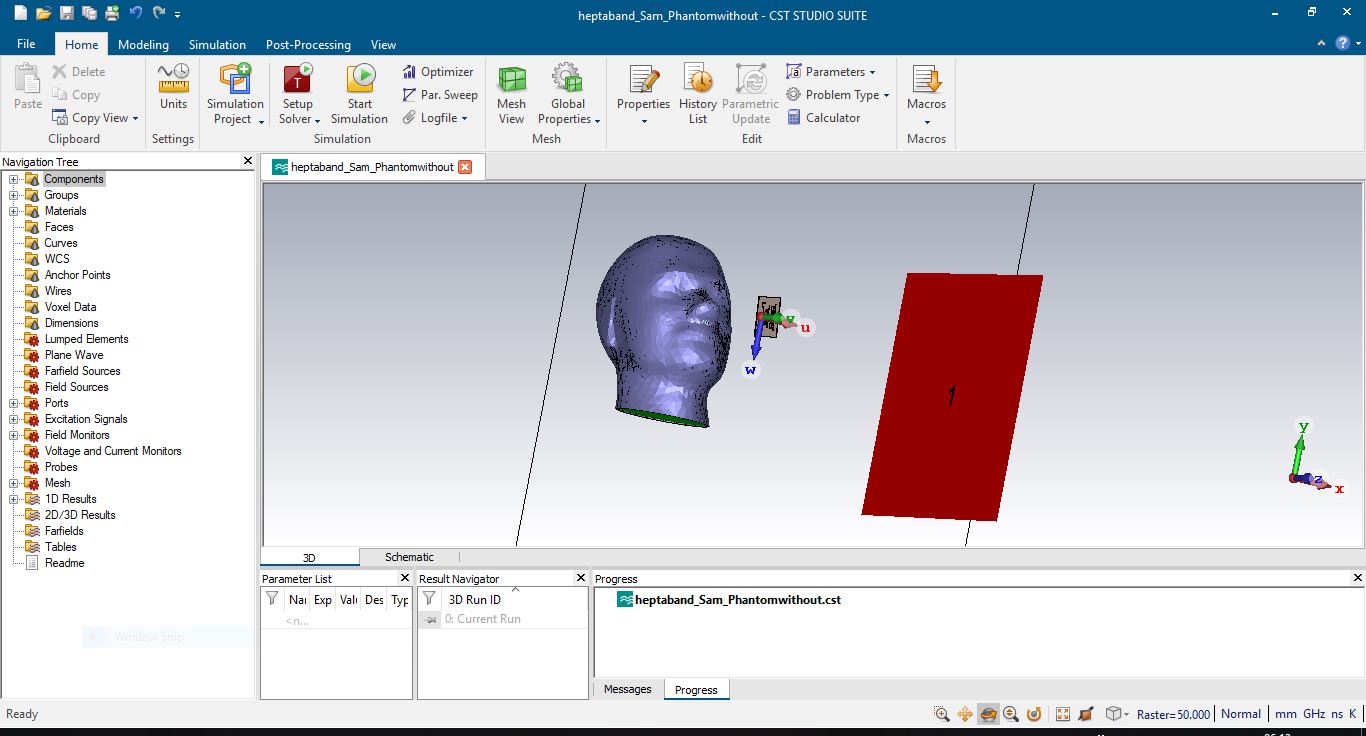 heptaband_Sam_Phantomwithout - CST STUDIO SUITE
File Home Modeling Simulation Post-Processing View
Paste
Delete
Copy
Copy View
Clipboard
Units
Settings
Simulation Project
Setup Solver
Start Simulation
Optimizer
Par. Sweep
Logfile
Simulation
Mesh View
Global Properties
Mesh
Properties
History List
Parametric Update
Parameters
Problem Type
Calculator
Edit
Macros
Macros
Navigation Tree
Components
Groups
Materials
Faces
Curves
WCS
Anchor Points
Wires
Voxel Data
Dimensions
Lumped Elements
Plane Wave
Farfield Sources
Field Sources
Ports
Excitation Signals
Field Monitors
Voltage and Current Monitors
Probes
Mesh
1D Results
2D/3D Results
Farfields
Tables
Readme
Window Snip
heptaband_Sam_Phantomwithout
v
u
w
1
y
z
x
3D Schematic
Parameter List
Nai Exp Valu Des Typ
<n...
Result Navigator
3D Run ID
0: Current Run
Progress
heptaband_Sam_Phantomwithout.cst
Messages Progress
Ready
Raster=50.000 Normal mm GHz ns K